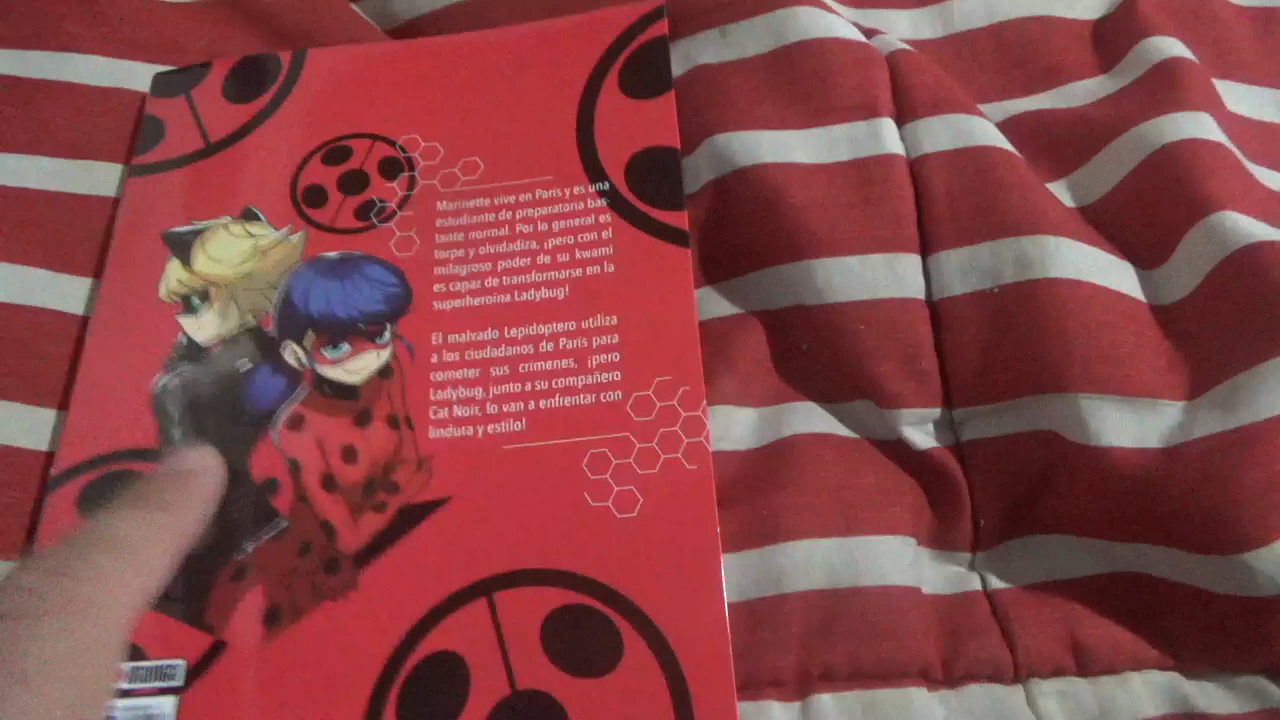 Marinette vive en París y es una
estudiante de preparatoria bas-
tante normal. Por lo general es
torpe y olvidadiza, ¡pero con el
milagroso poder de su kwami
es capaz de transformarse en la
superheroína Ladybug!
El malvado Lepidóptero utiliza
a los ciudadanos de París para
cometer sus crímenes, ¡pero
Ladybug, junto a su compañero
Cat Noir, lo van a enfrentar con
lindura y estilo!